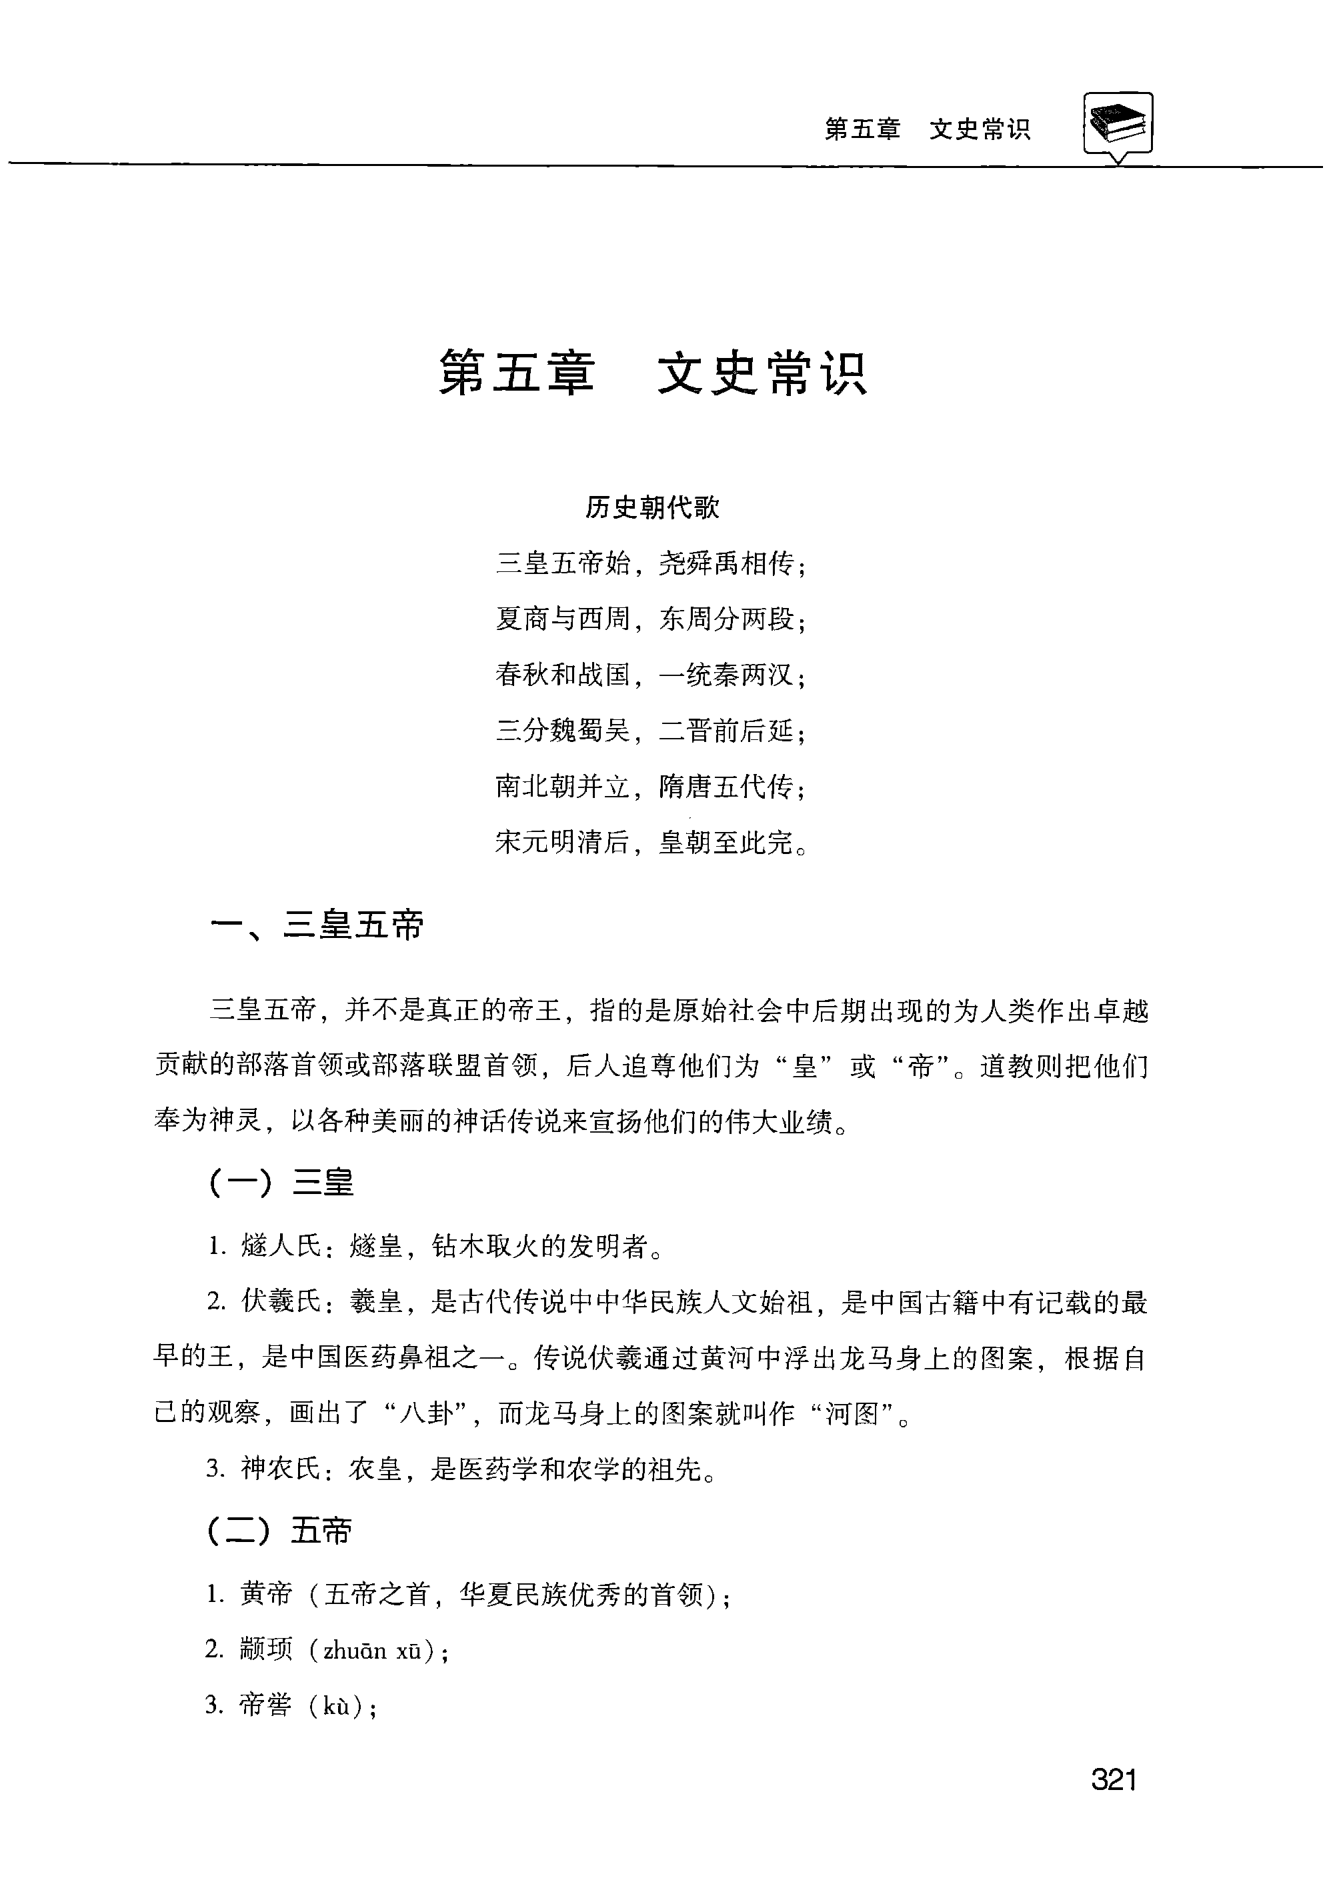 第五章　文史常识
第五章　文史常识
历史朝代歌
三皇五帝始，尧舜禹相传；
夏商与西周，东周分两段；
春秋和战国，一统秦两汉；
三分魏蜀吴，二晋前后延；
南北朝并立，隋唐五代传；
宋元明清后，皇朝至此完。
一、三皇五帝
三皇五帝，并不是真正的帝王，指的是原始社会中后期出现的为人类作出卓越
贡献的部落首领或部落联盟首领，后人追尊他们为“皇”或“帝”。道教则把他们
奉为神灵，以各种美丽的神话传说来宣扬他们的伟大业绩。
（一）三皇
1. 燧人氏：燧皇，钻木取火的发明者。
2. 伏羲氏：羲皇，是古代传说中中华民族人文始祖，是中国古籍中有记载的最
早的王，是中国医药鼻祖之一。传说伏羲通过黄河中浮出龙马身上的图案，根据自
己的观察，画出了“八卦”，而龙马身上的图案就叫作“河图”。
3. 神农氏：农皇，是医药学和农学的祖先。
（二）五帝
1. 黄帝（五帝之首，华夏民族优秀的首领）；
2. 颛顼（zhuān xū）；
3. 帝喾（kù）；
321